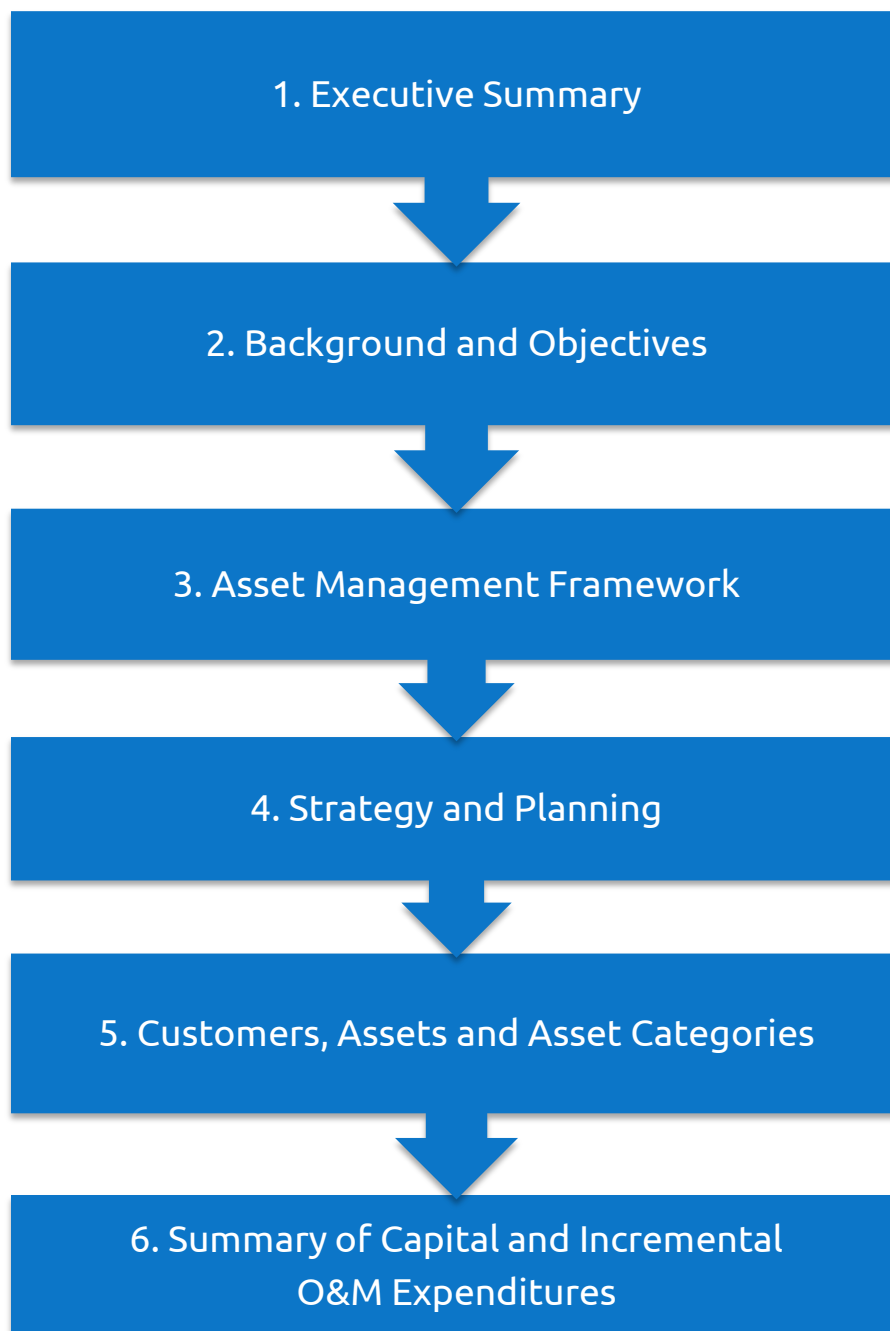 1. Executive Summary
2. Background and Objectives
3. Asset Management Framework
4. Strategy and Planning
5. Customers, Assets and Asset Categories
6. Summary of Capital and Incremental
O&M Expenditures